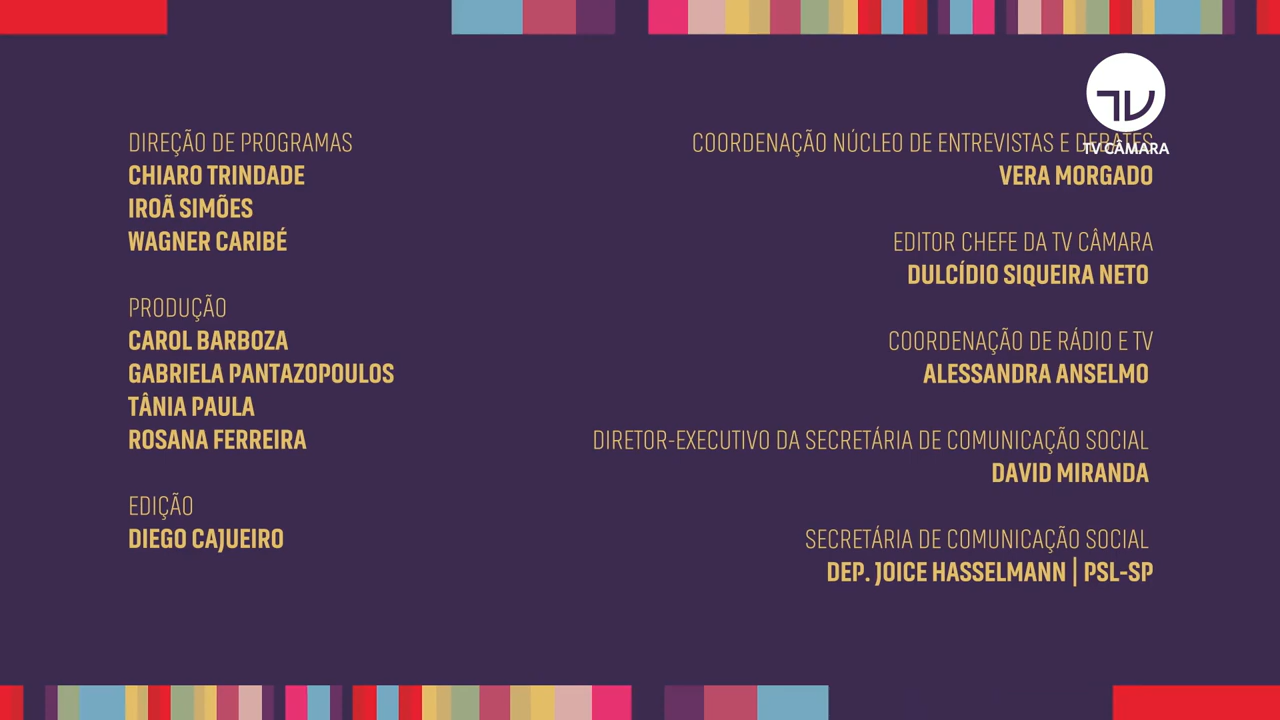 DIREÇÃO DE PROGRAMAS
CHIARO TRINDADE
IROÃ SIMÕES
WAGNER CARIBÉ
PRODUÇÃO
CAROL BARBOZA
GABRIELA PANTAZOPOULOS
TÂNIA PAULA
ROSANA FERREIRA
EDIÇÃO
DIEGO CAJUEIRO
TV CÂMARA
COORDENAÇÃO NÚCLEO DE ENTREVISTAS E DEBATES
VERA MORGADO
EDITOR CHEFE DA TV CÂMARA
DULCÍDIO SIQUEIRA NETO
COORDENAÇÃO DE RÁDIO E TV
ALESSANDRA ANSELMO
DIRETOR-EXECUTIVO DA SECRETÁRIA DE COMUNICAÇÃO SOCIAL
DAVID MIRANDA
SECRETÁRIA DE COMUNICAÇÃO SOCIAL
DEP. JOICE HASSELMANN | PSL-SP